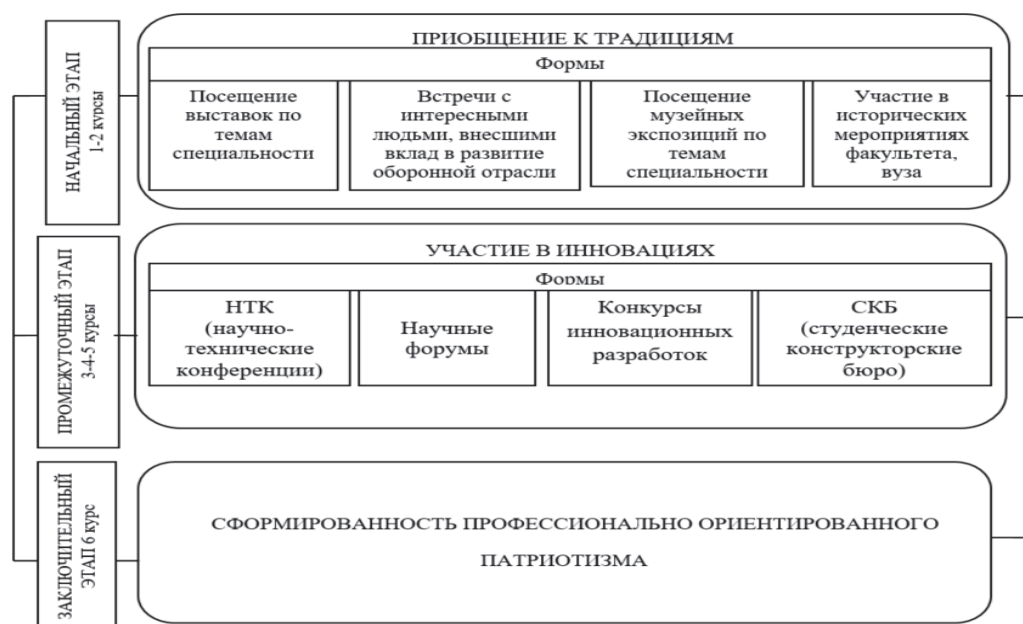 НАЧАЛЬНЫЙ ЭТАП
1-2 курсы
ПРИОБЩЕНИЕ К ТРАДИЦИЯМ
Формы
Посещение
выставок по
темам
специальности
Встречи с
интересными
людьми, внесшими
вклад в развитие
оборонной отрасли
Посещение
музейных
экспозиций по
темам
специальности
Участие в
исторических
мероприятиях
факультета,
вуза
ПРОМЕЖУТОЧНЫЙ ЭТАП
3-4-5 курсы
УЧАСТИЕ В ИННОВАЦИЯХ
Формы
НТК
(научно-
технические
конференции)
Научные
форумы
Конкурсы
инновационных
разработок
СКБ
(студенческие
конструкторские
бюро)
ЗАКЛЮЧИТЕЛЬНЫЙ
ЭТАП 6 курс
СФОРМИРОВАННОСТЬ ПРОФЕССИОНАЛЬНО ОРИЕНТИРОВАННОГО
ПАТРИОТИЗМА